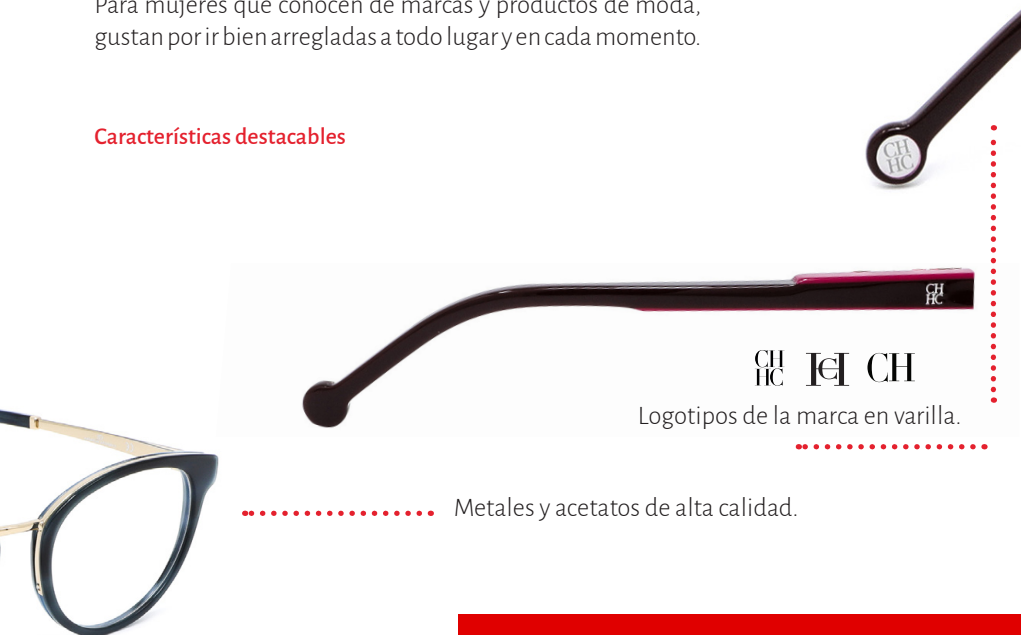 Para mujeres que conocen de marcas y productos de moda,
gustan por ir bien arregladas a todo lugar y en cada momento.
Características destacables
CH
HC
CH
HC
CH
HC
CH
Logotipos de la marca en varilla.
Metales y acetatos de alta calidad.